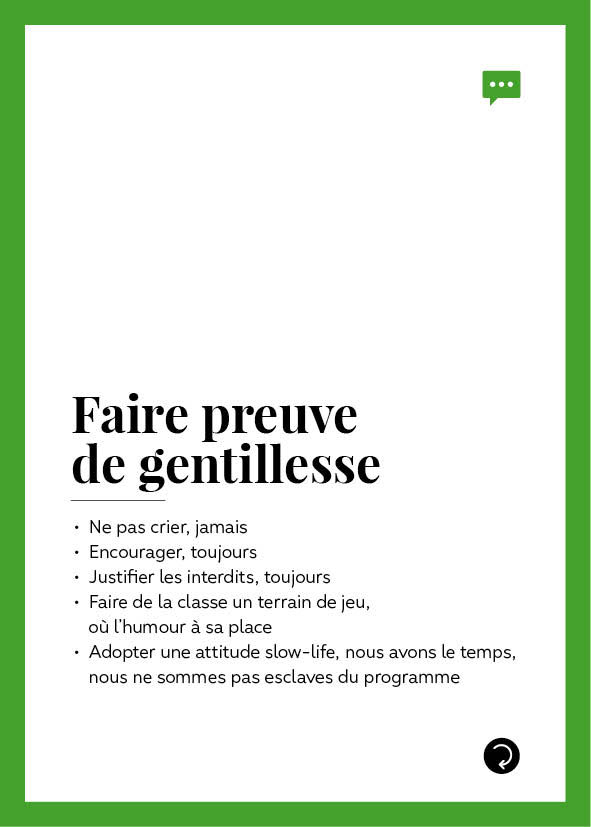 Faire preuve
de gentillesse
• Ne pas crier, jamais
• Encourager, toujours
• Justifier les interdits, toujours
• Faire de la classe un terrain de jeu,
où l’humour à sa place
• Adopter une attitude slow-life, nous avons le temps,
nous ne sommes pas esclaves du programme